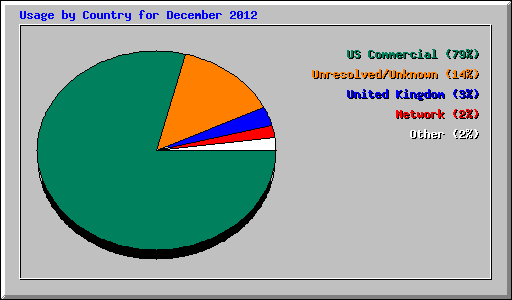 Usage by Country for December 2012
US Commercial (79%)
Unresolved/Unknown (14%)
United Kingdom (3%)
Network (2%)
Other (2%)